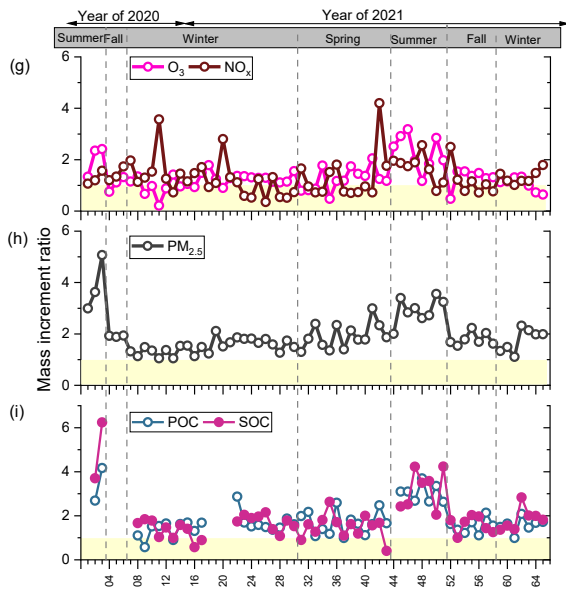 Year of 2020
Year of 2021
Summer Fall Winter Spring Summer Fall Winter
(g)
O₃ NOₓ
6
4
2
0
(h)
PM₂.₅
6
4
2
0
Mass increment ratio
(i)
POC SOC
6
4
2
0
04 08 12 16 20 24 28 32 36 40 44 48 52 56 60 64